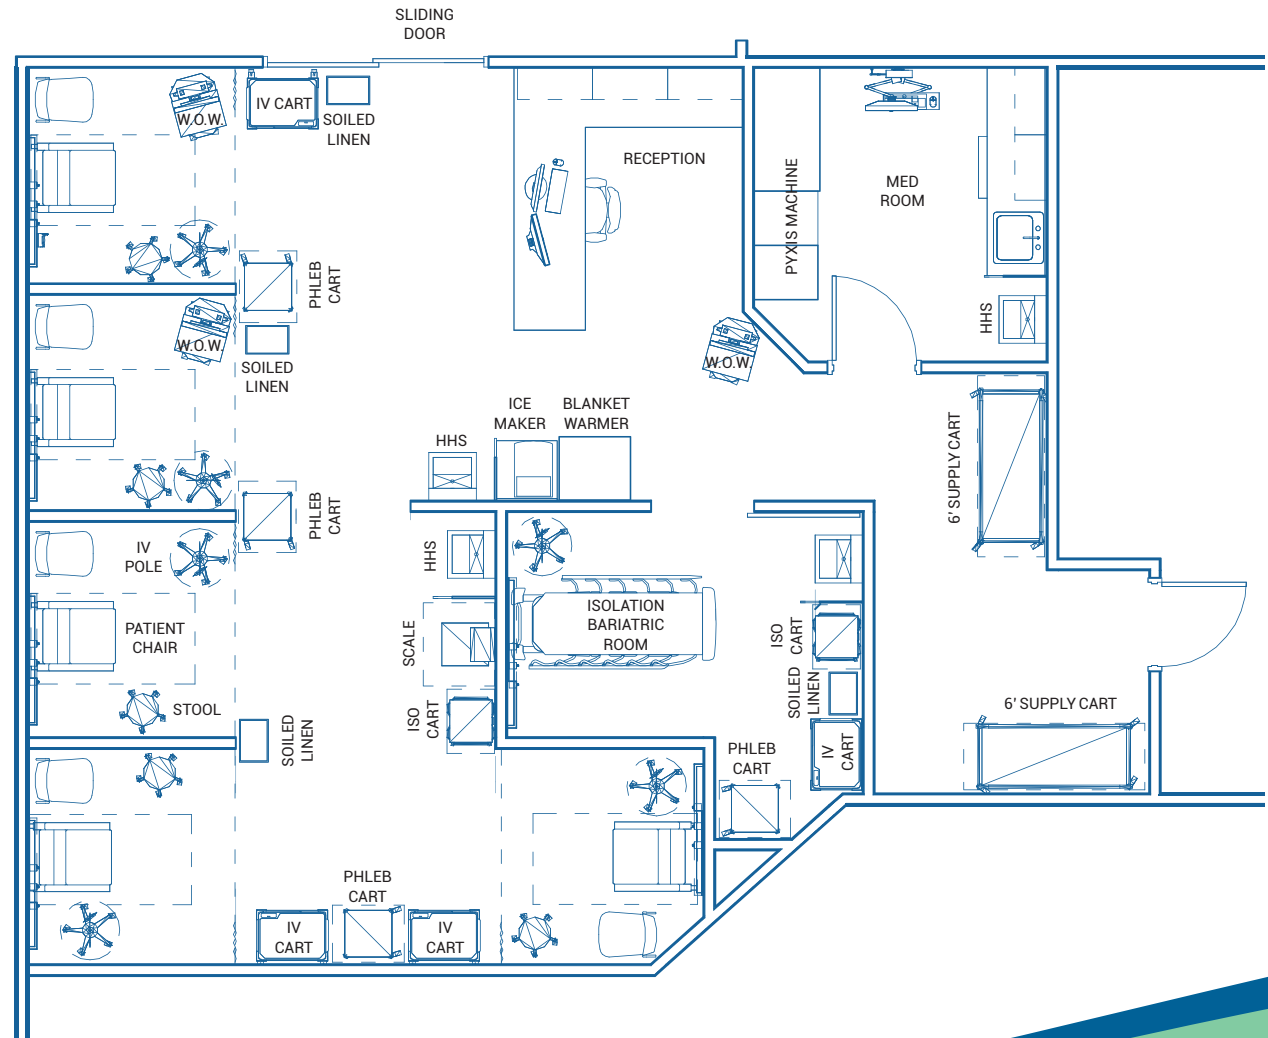 SLIDING
DOOR
W.O.W.
IV CART
SOILED
LINEN
RECEPTION
PYXIS MACHINE
MED
ROOM
PHLEB
CART
HHS
W.O.W.
SOILED
LINEN
W.O.W.
ICE
MAKER
BLANKET
WARMER
HHS
6' SUPPLY CART
PHLEB
CART
IV
POLE
HHS
PATIENT
CHAIR
SCALE
ISOLATION
BARIATRIC
ROOM
ISO
CART
STOOL
ISO
CART
SOILED
LINEN
6' SUPPLY CART
SOILED
LINEN
PHLEB
CART
IV
CART
PHLEB
CART
IV
CART
IV
CART